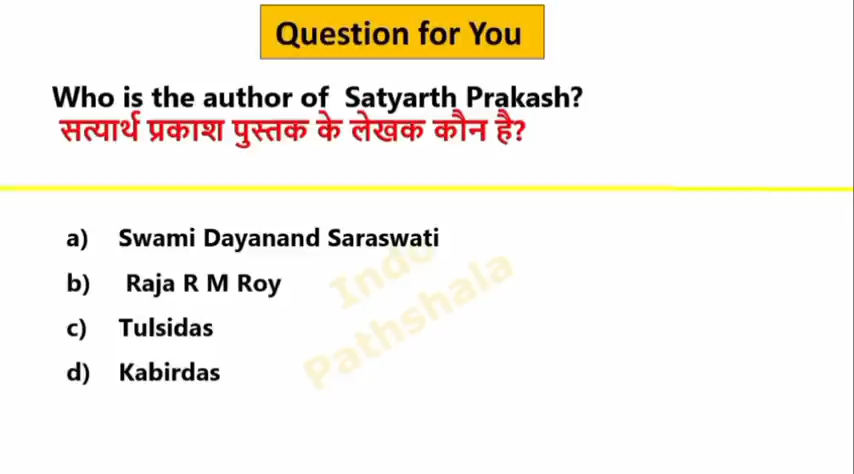 Question for You
Who is the author of Satyarth Prakash?
सत्यार्थ प्रकाश पुस्तक के लेखक कौन है?
a) Swami Dayanand Saraswati
b) Raja R M Roy
c) Tulsidas
d) Kabirdas
Indo
Pathshala